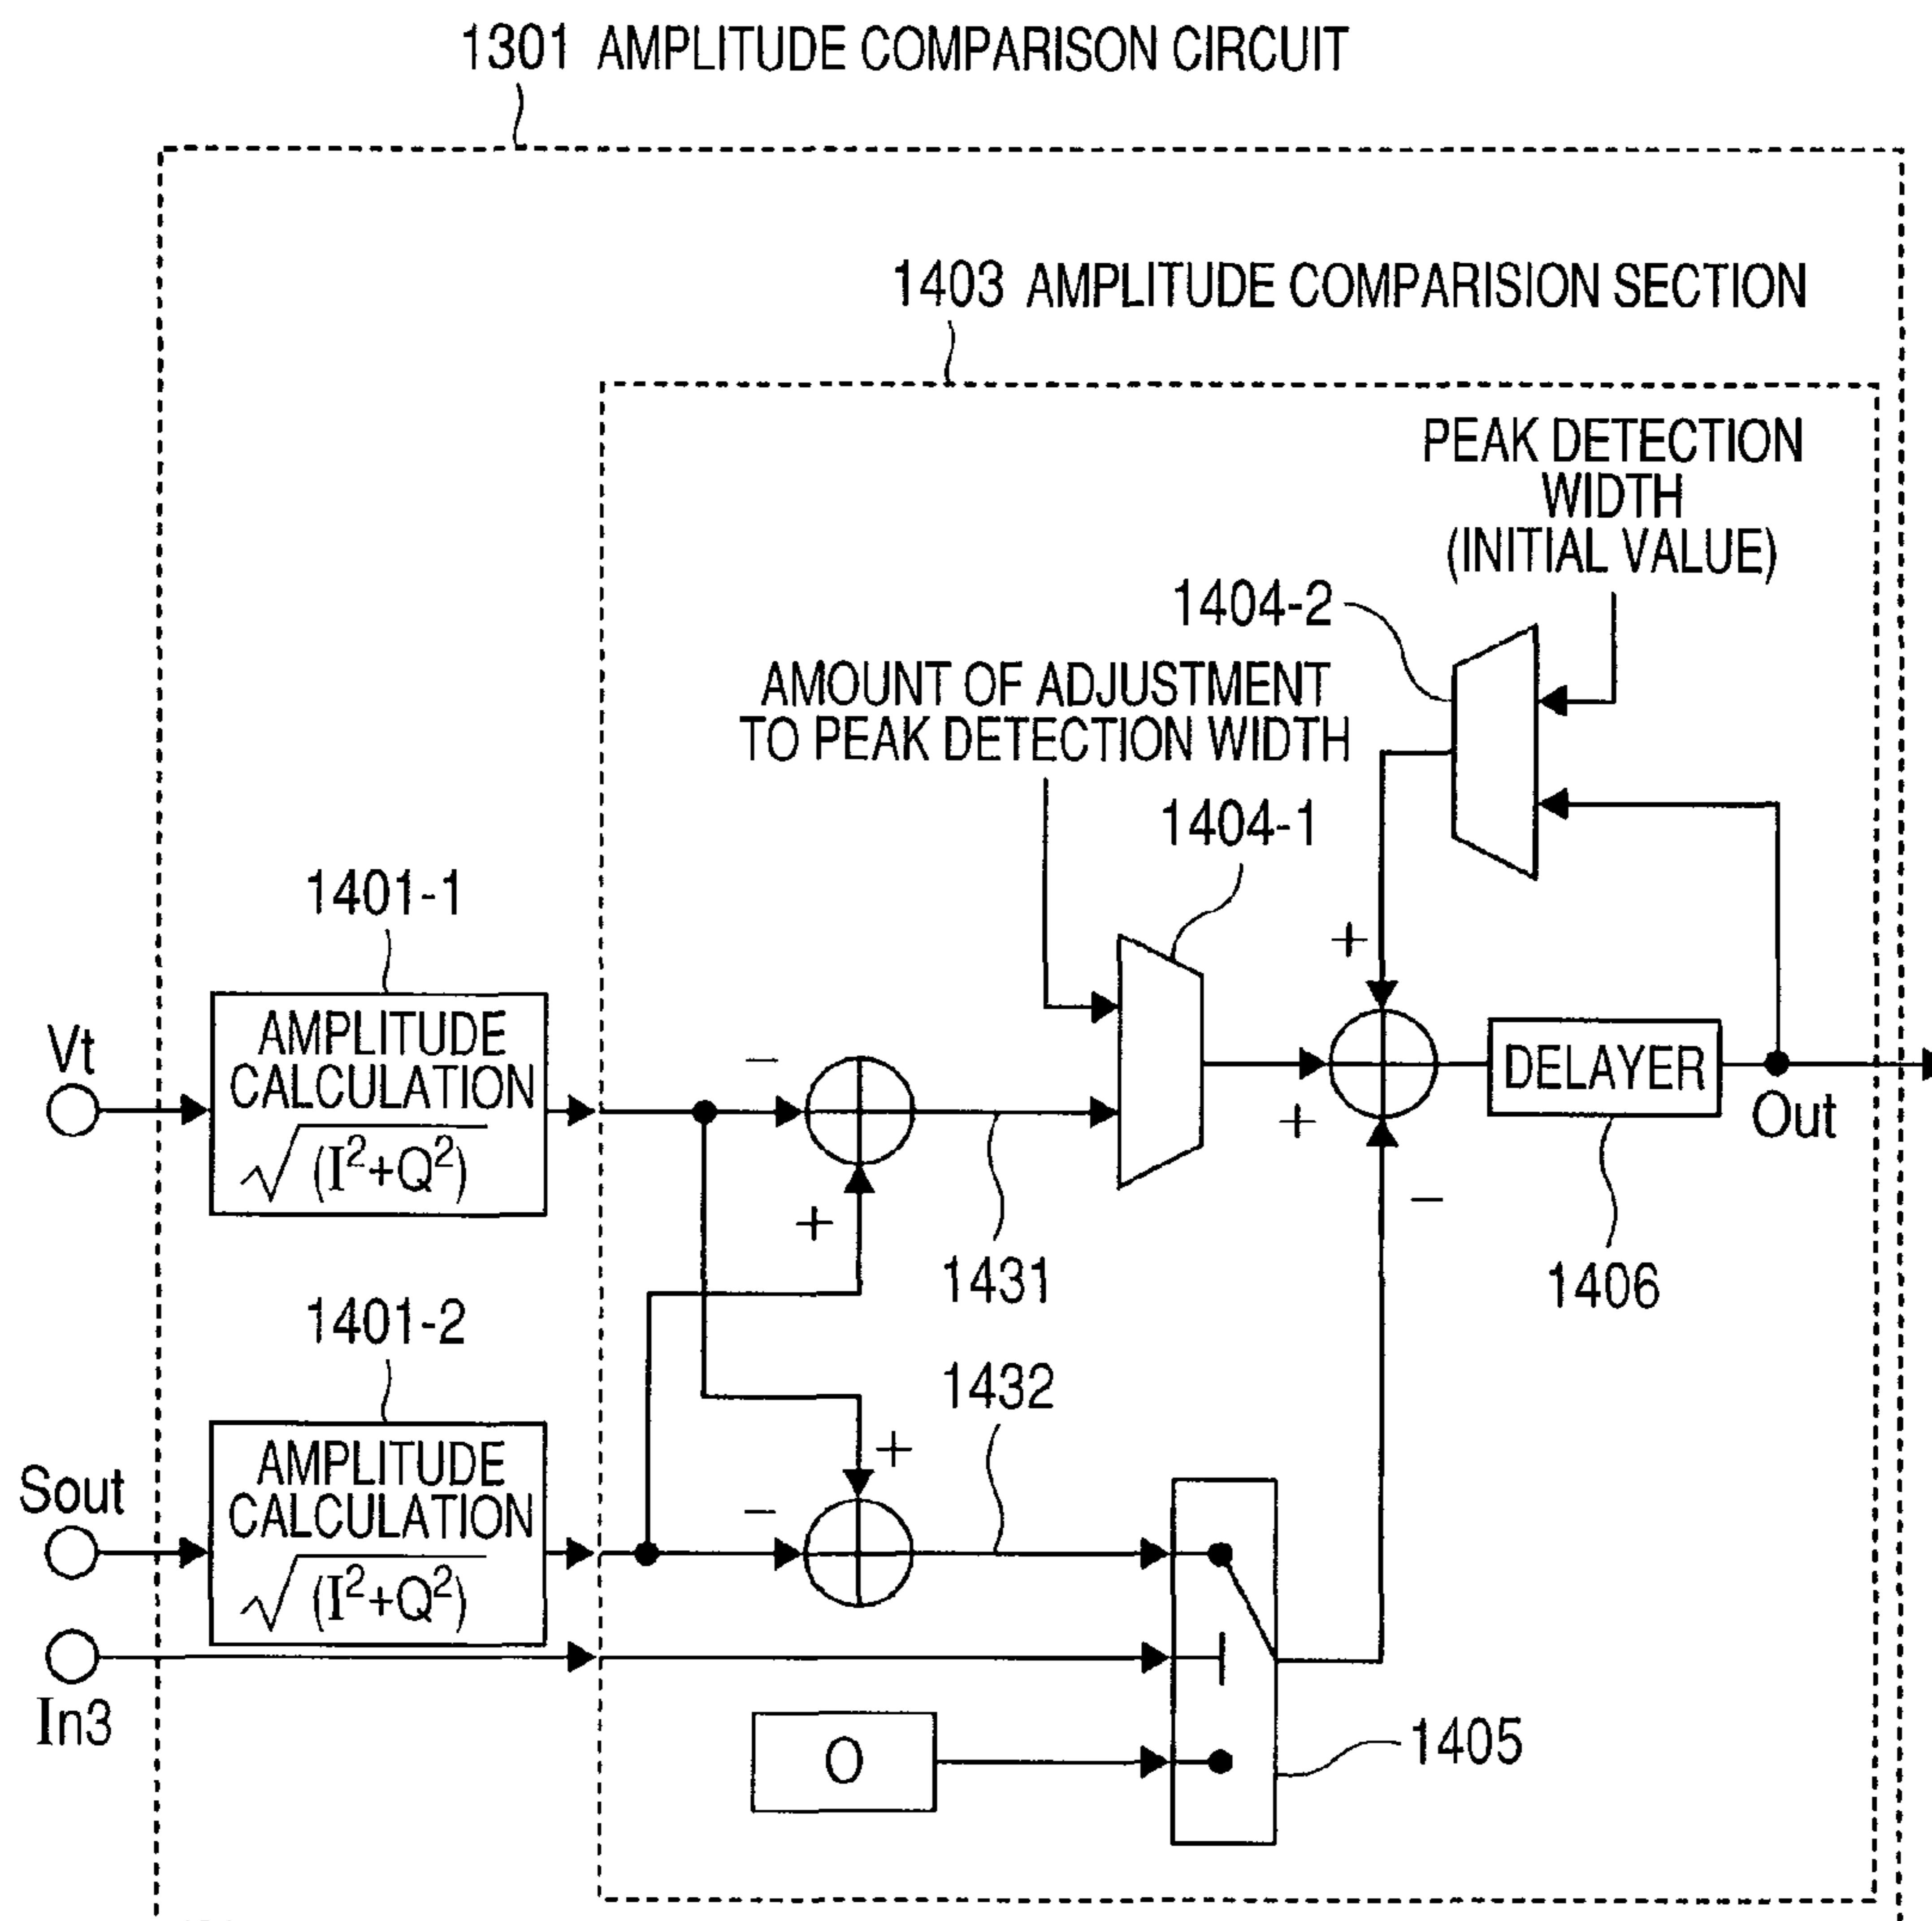 1301 AMPLITUDE COMPARISON CIRCUIT
1403 AMPLITUDE COMPARISION SECTION
PEAK DETECTION
WIDTH
(INITIAL VALUE)
1404-2
AMOUNT OF ADJUSTMENT
TO PEAK DETECTION WIDTH
1404-1
1401-1
Vt
AMPLITUDE
CALCULATION
√(I²+Q²)
−
+
1431
+
+
−
DELAYER
Out
1406
1401-2
Sout
AMPLITUDE
CALCULATION
√(I²+Q²)
1432
+
−
In3
O
1405